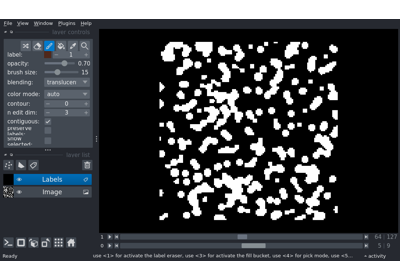 File View Window Plugins Help
layer controls
label: 1
opacity: 0.70
brush size: 15
blending: translucen
color mode: auto
contour: 0
n edit dim: 3
contiguous:
preserve labels:
show selected:
layer list
Labels
Image
1 64 127
0 5 9
Ready use <1> for activate the label eraser, use <3> for activate the fill bucket, use <4> for pick mode, use <5... activity